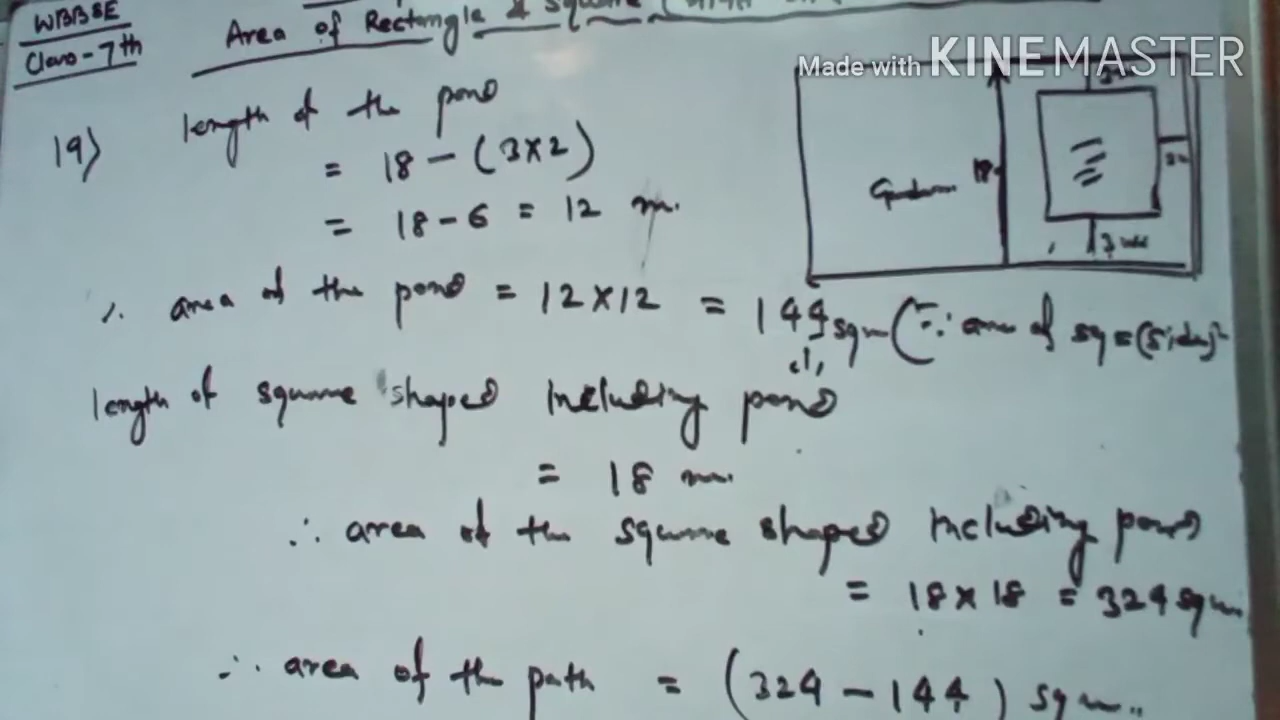 WBBSE
Class-7th
Area of Rectangle & square
Made with KINEMASTER
19) length of the pond
= 18 - (3×2)
= 18 - 6 = 12 m.
18
Garden
3m
∴ area of the pond = 12×12 = 144 sqm (∵ area of sq = (side)²
length of square shaped including pond
= 18 m.
∴ area of the square shaped including pond
= 18×18 = 324 sqm.
∴ area of the path = (324 - 144) sqm.